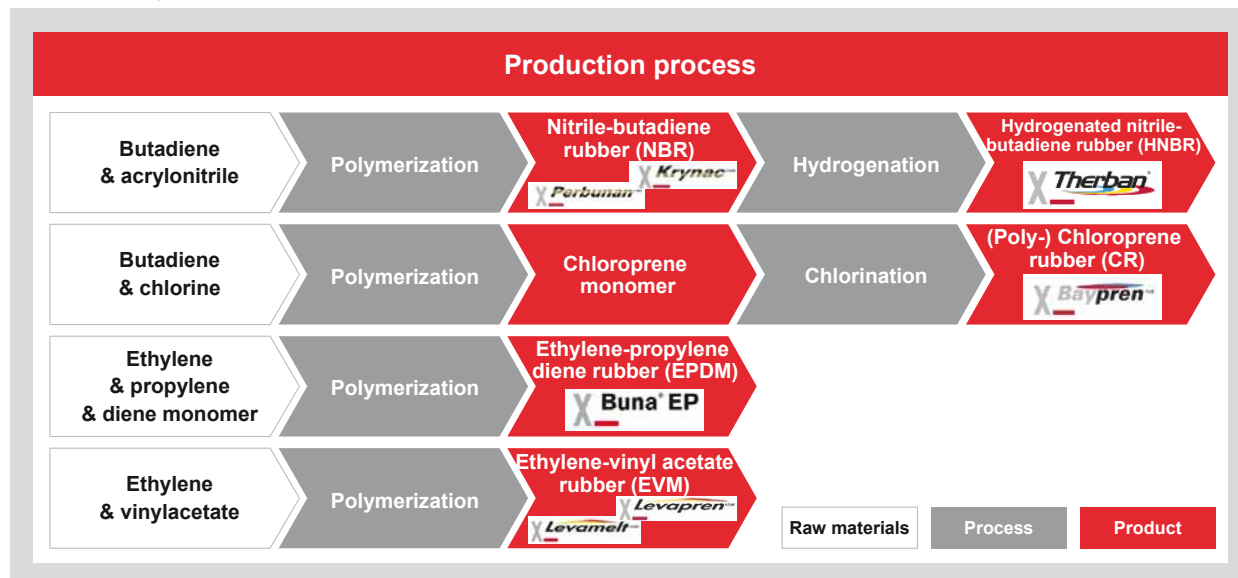 Production process
Butadiene
& acrylonitrile
Polymerization
Nitrile-butadiene
rubber (NBR)
Krynac
Perbunan
Hydrogenation
Hydrogenated nitrile-
butadiene rubber (HNBR)
Therban
Butadiene
& chlorine
Polymerization
Chloroprene
monomer
Chlorination
(Poly-) Chloroprene
rubber (CR)
Baypren
Ethylene
& propylene
& diene monomer
Polymerization
Ethylene-propylene
diene rubber (EPDM)
Buna EP
Ethylene
& vinylacetate
Polymerization
Ethylene-vinyl acetate
rubber (EVM)
Levapren
Levamelt
Raw materials
Process
Product